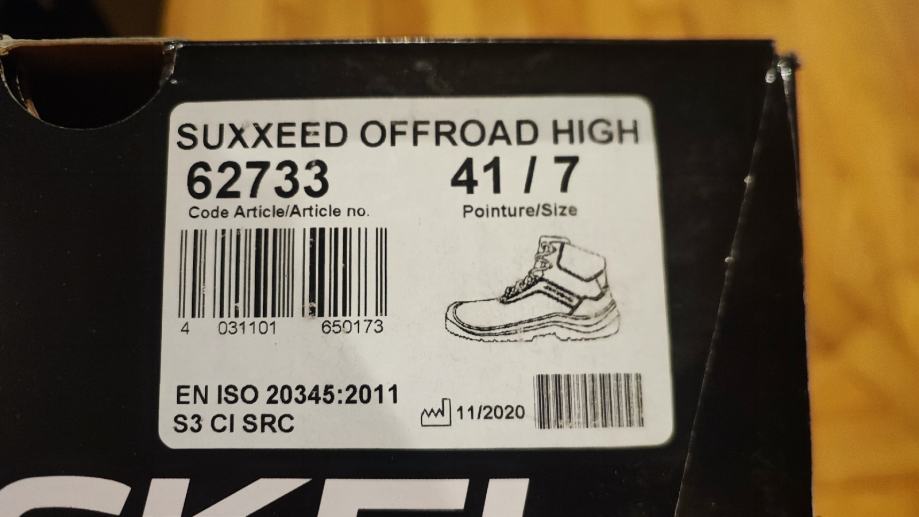 SUXXEED OFFROAD HIGH
62733 41 / 7
Code Article/Article no. Pointure/Size
4 031101 650173
EN ISO 20345:2011
S3 CI SRC
11/2020